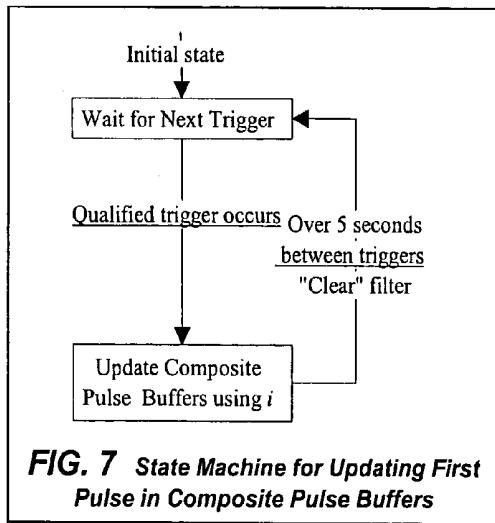 Initial state
Wait for Next Trigger
Qualified trigger occurs
Over 5 seconds
between triggers
"Clear" filter
Update Composite
Pulse Buffers using i
FIG. 7 State Machine for Updating First
Pulse in Composite Pulse Buffers